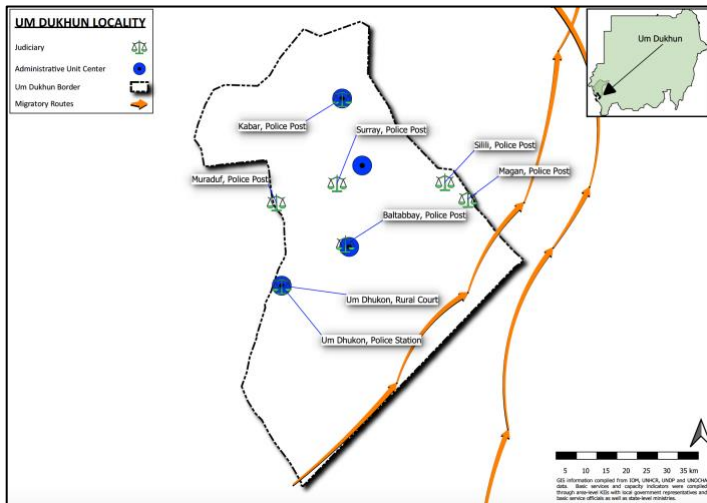 UM DUKHUN LOCALITY
Judiciary
Administrative Unit Center
Um Dukhun Border
Migratory Routes
Um Dukhun
Kabar, Police Post
Surray, Police Post
Silili, Police Post
Muraduf, Police Post
Magan, Police Post
Baltabbay, Police Post
Um Dhukon, Rural Court
Um Dhukon, Police Station
5 10 15 20 25 30 35 km
GIS information compiled from IOM, UNHCR, UNDP and UNOCHA
data. Basic services and capacity indicators were compiled
through area-level KIIs with local government representatives and
basic service officials as well as state-level ministries.